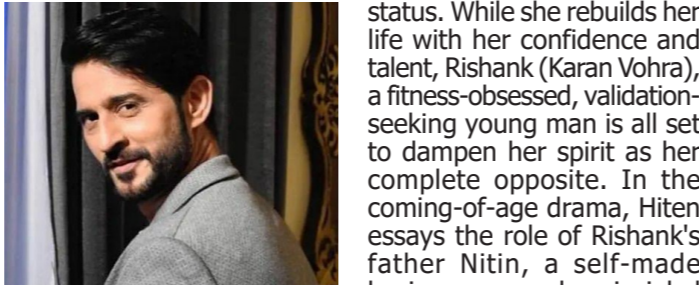 status. While she rebuilds her
life with her confidence and
talent, Rishank (Karan Vohra),
a fitness-obsessed, validation-
seeking young man is all set
to dampen her spirit as her
complete opposite. In the
coming-of-age drama, Hiten
essays the role of Rishank's
father Nitin, a self-made